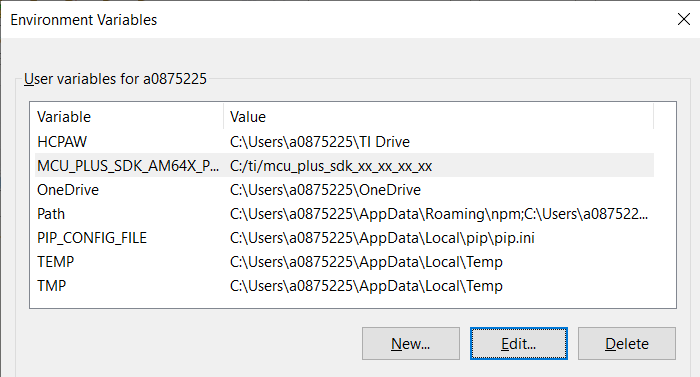 Environment Variables
User variables for a0875225
Variable Value
HCPAW C:\Users\a0875225\TI Drive
MCU_PLUS_SDK_AM64X_P... C:/ti/mcu_plus_sdk_xx_xx_xx_xx
OneDrive C:\Users\a0875225\OneDrive
Path C:\Users\a0875225\AppData\Roaming\npm;C:\Users\a087522...
PIP_CONFIG_FILE C:\Users\a0875225\AppData\Local\pip\pip.ini
TEMP C:\Users\a0875225\AppData\Local\Temp
TMP C:\Users\a0875225\AppData\Local\Temp
New... Edit... Delete